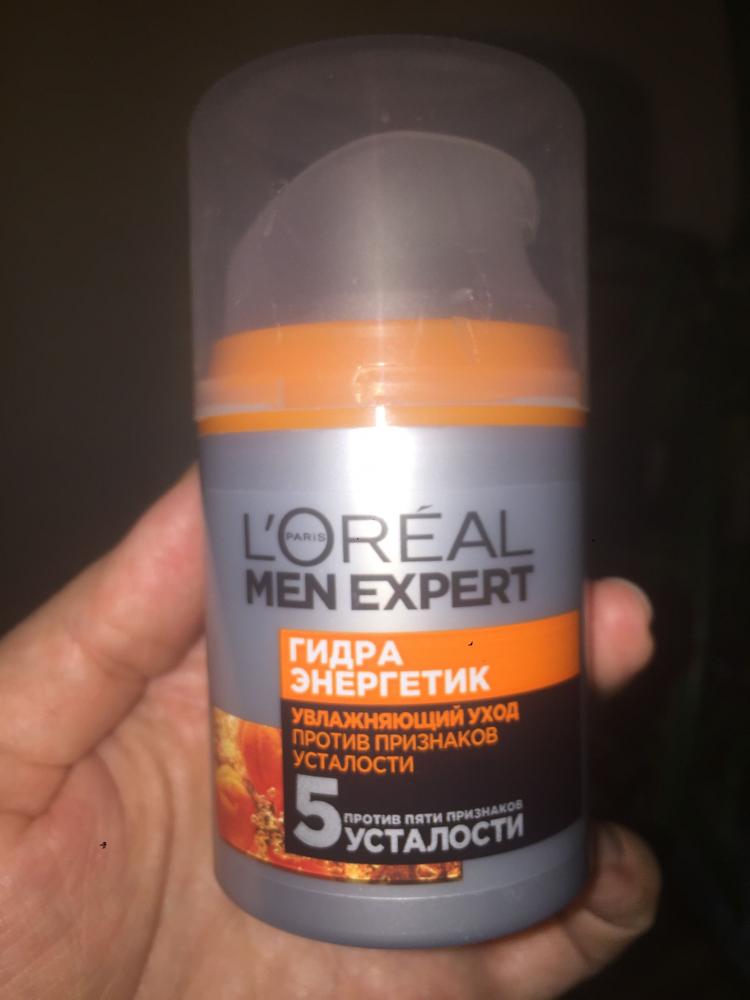 L'ORÉAL
PARIS
MEN EXPERT
ГИДРА
ЭНЕРГЕТИК
УВЛАЖНЯЮЩИЙ УХОД
ПРОТИВ ПРИЗНАКОВ
УСТАЛОСТИ
5 ПРОТИВ ПЯТИ ПРИЗНАКОВ
УСТАЛОСТИ